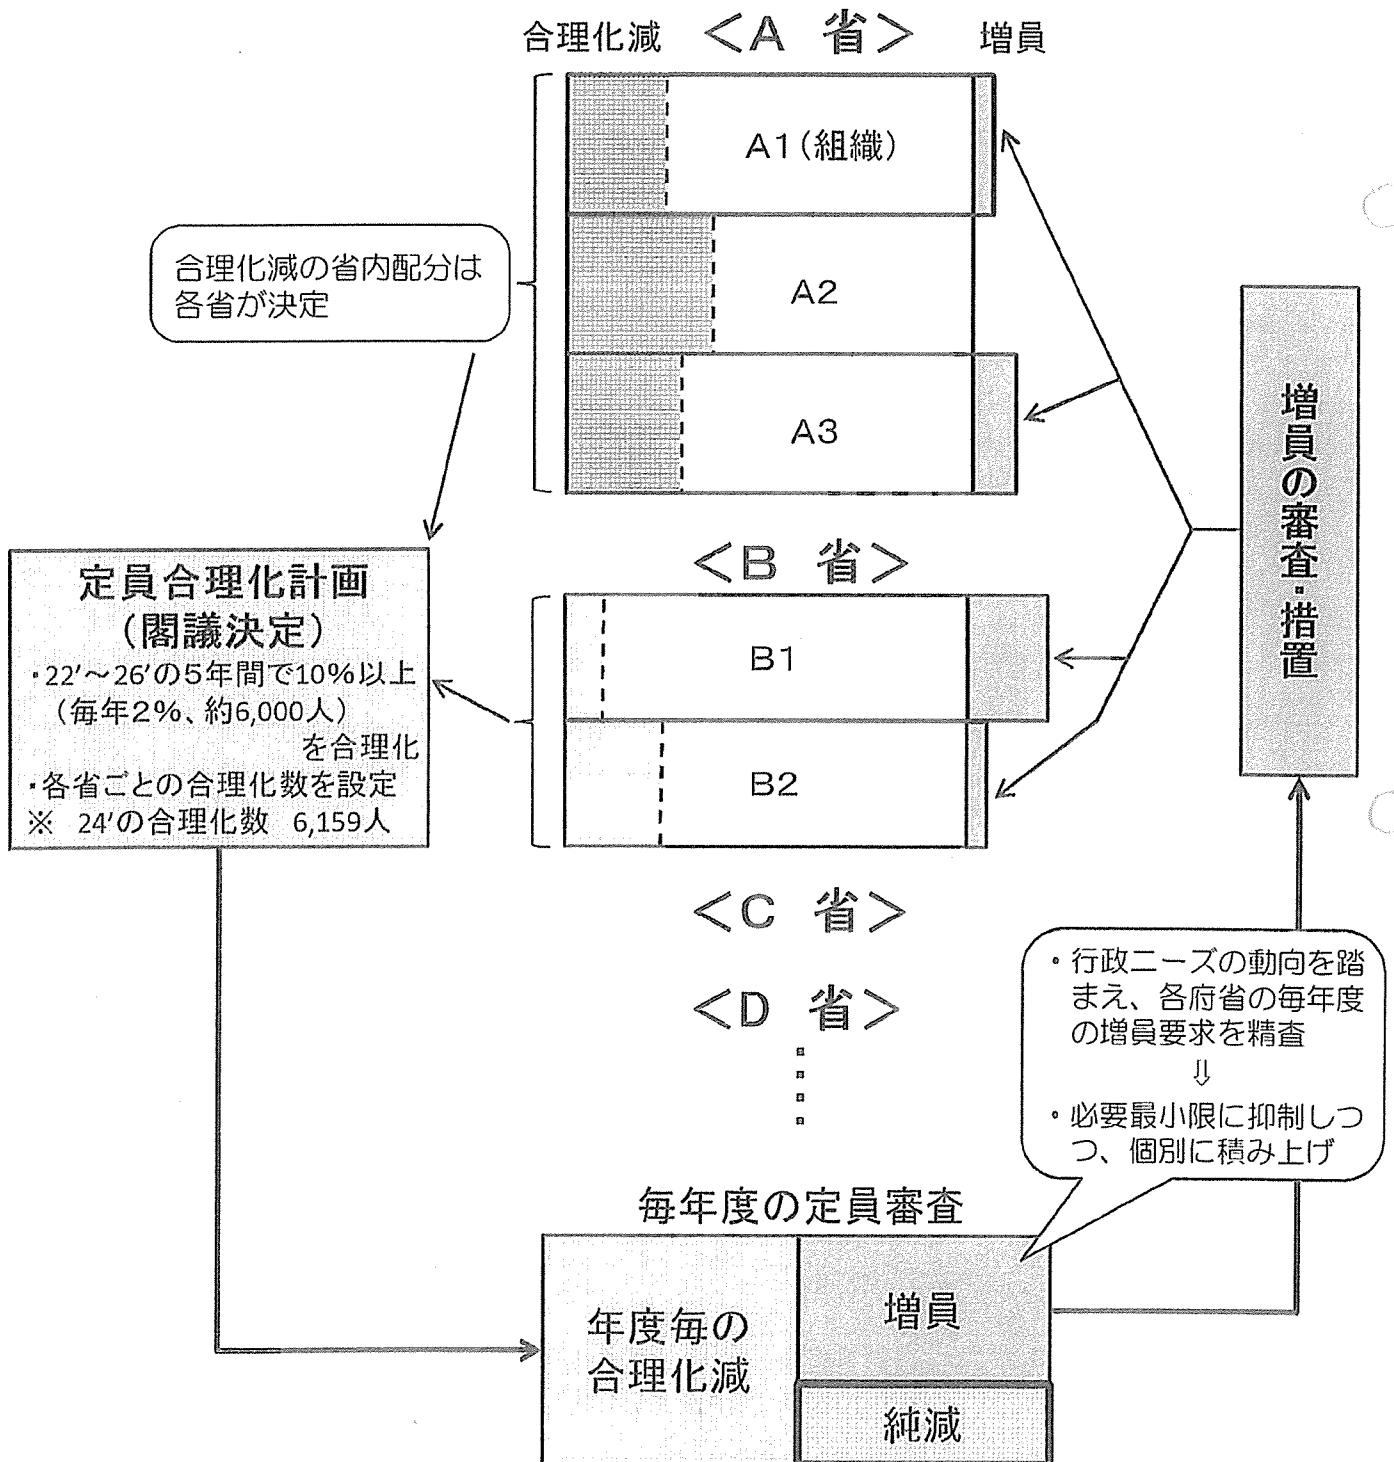 合理化減 ＜A 省＞ 増員
A1(組織)
A2
A3
合理化減の省内配分は
各省が決定
＜B 省＞
B1
B2
定員合理化計画
(閣議決定)
・22′～26′の5年間で10%以上
(毎年2%、約6,000人)
を合理化
・各省ごとの合理化数を設定
※ 24′の合理化数 6,159人
増員の審査・措置
＜C 省＞
＜D 省＞
・行政ニーズの動向を踏
まえ、各府省の毎年度
の増員要求を精査
⇓
・必要最小限に抑制しつ
つ、個別に積み上げ
毎年度の定員審査
年度毎の
合理化減
増員
純減